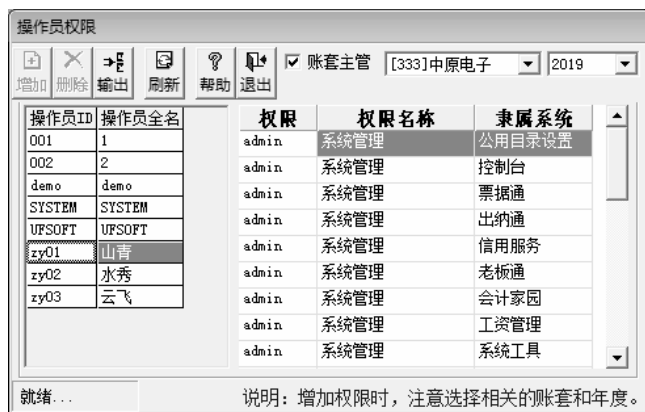 操作员权限
增加 删除 输出 刷新 帮助 退出 账套主管 [333]中原电子 2019
操作员ID 操作员全名
001 1
002 2
demo demo
SYSTEM SYSTEM
UFSOFT UFSOFT
zy01 山青
zy02 水秀
zy03 云飞
权限 权限名称 隶属系统
admin 系统管理 公用目录设置
admin 系统管理 控制台
admin 系统管理 票据通
admin 系统管理 出纳通
admin 系统管理 信用服务
admin 系统管理 老板通
admin 系统管理 会计家园
admin 系统管理 工资管理
admin 系统管理 系统工具
就绪... 说明：增加权限时，注意选择相关的账套和年度。